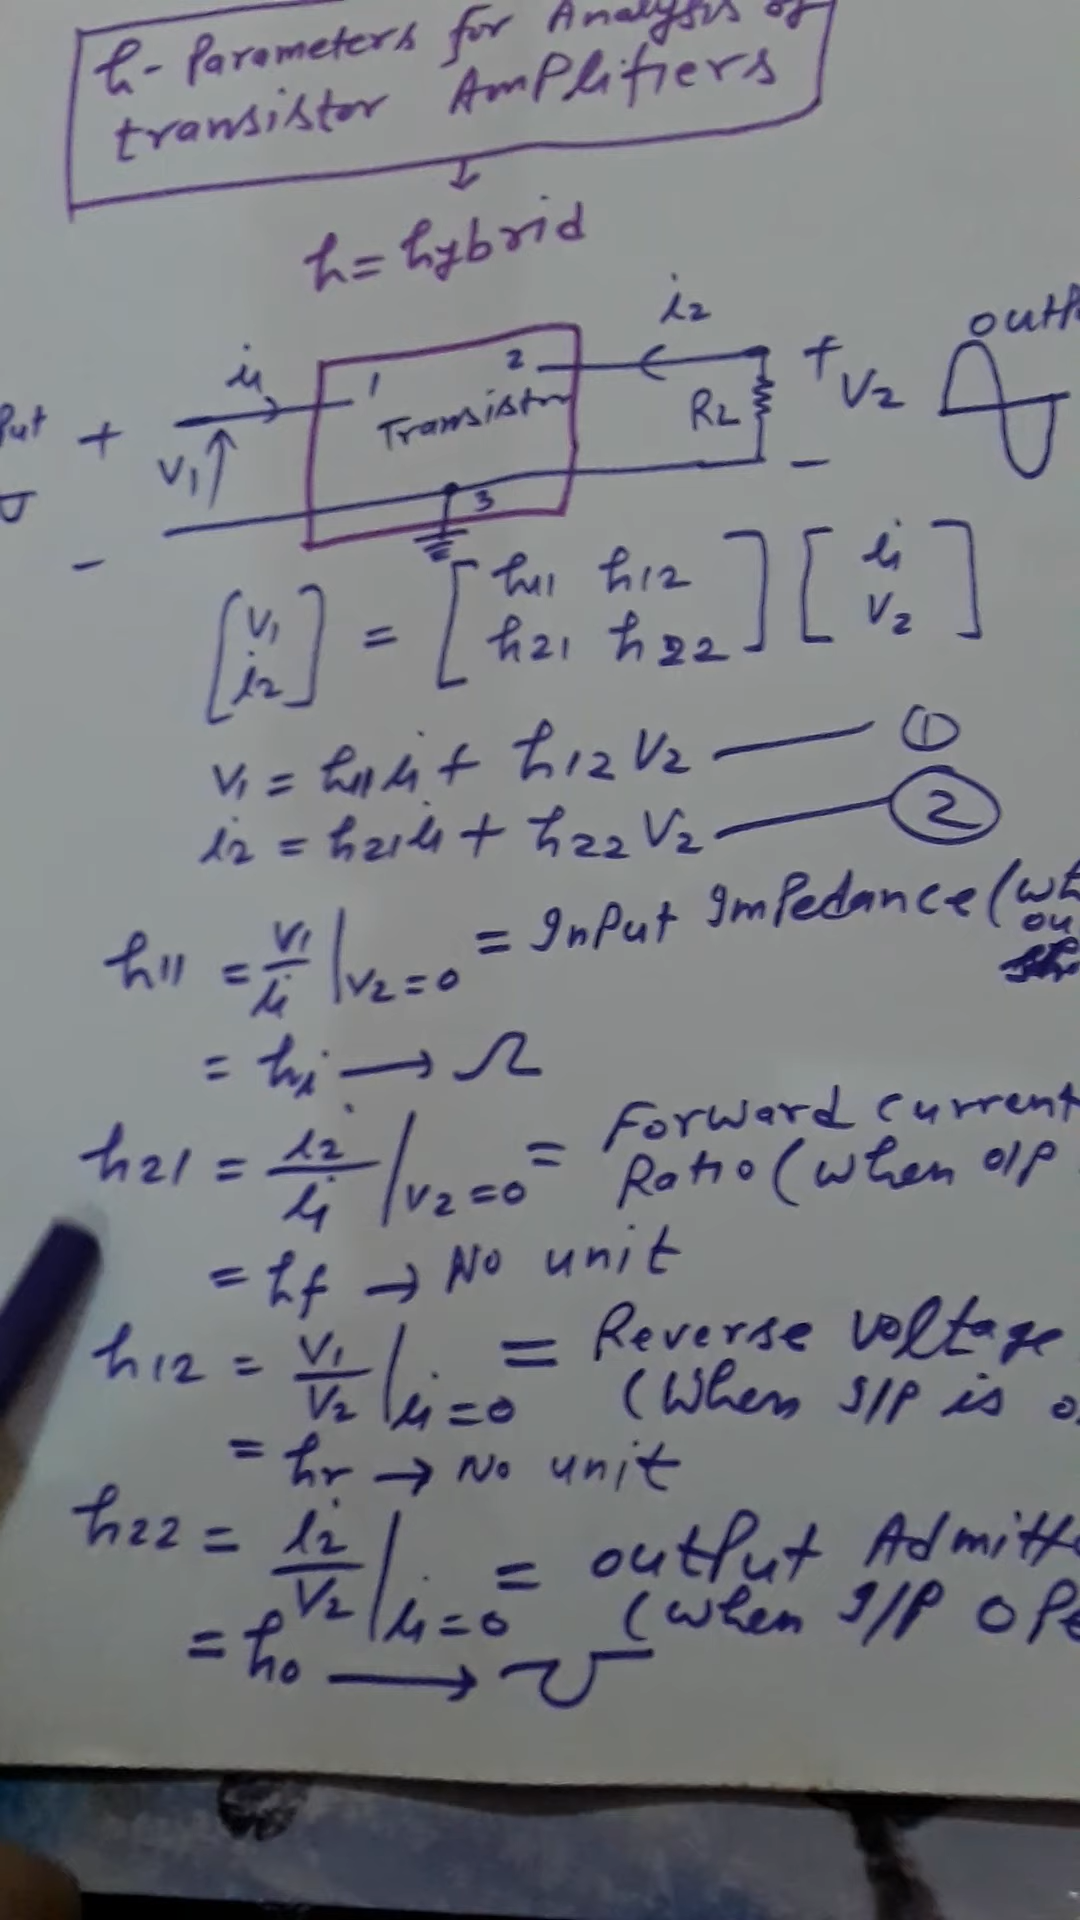 h-Parameters for Analysis of
transistor Amplifiers
h = hybrid
i1 1 Transistor 2 3 i2
+ V1 -
RL + V2 -
[V1 i2] = [h11 h12 h21 h22] [i1 V2]
V1 = h11 i1 + h12 V2 — ①
i2 = h21 i1 + h22 V2 — ②
h11 = V1/i1 | V2=0 = Input Impedance (
= hi → Ω
h21 = i2/i1 | V2=0 = Forward current
Ratio (when o/p
= hf → No unit
h12 = V1/V2 | i1=0 = Reverse voltage
(When I/P is
= hr → No unit
h22 = i2/V2 | i1=0 = output
(when I/P
= ho → ℧